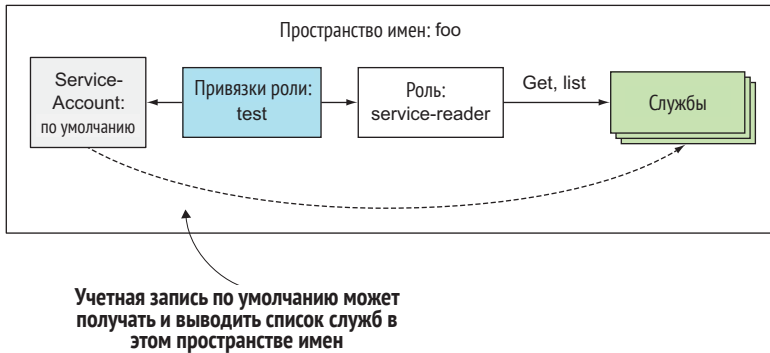 Пространство имен: foo
Service-
Account:
по умолчанию
Привязки роли:
test
Роль:
service-reader
Get, list
Службы
Учетная запись по умолчанию может
получать и выводить список служб в
этом пространстве имен